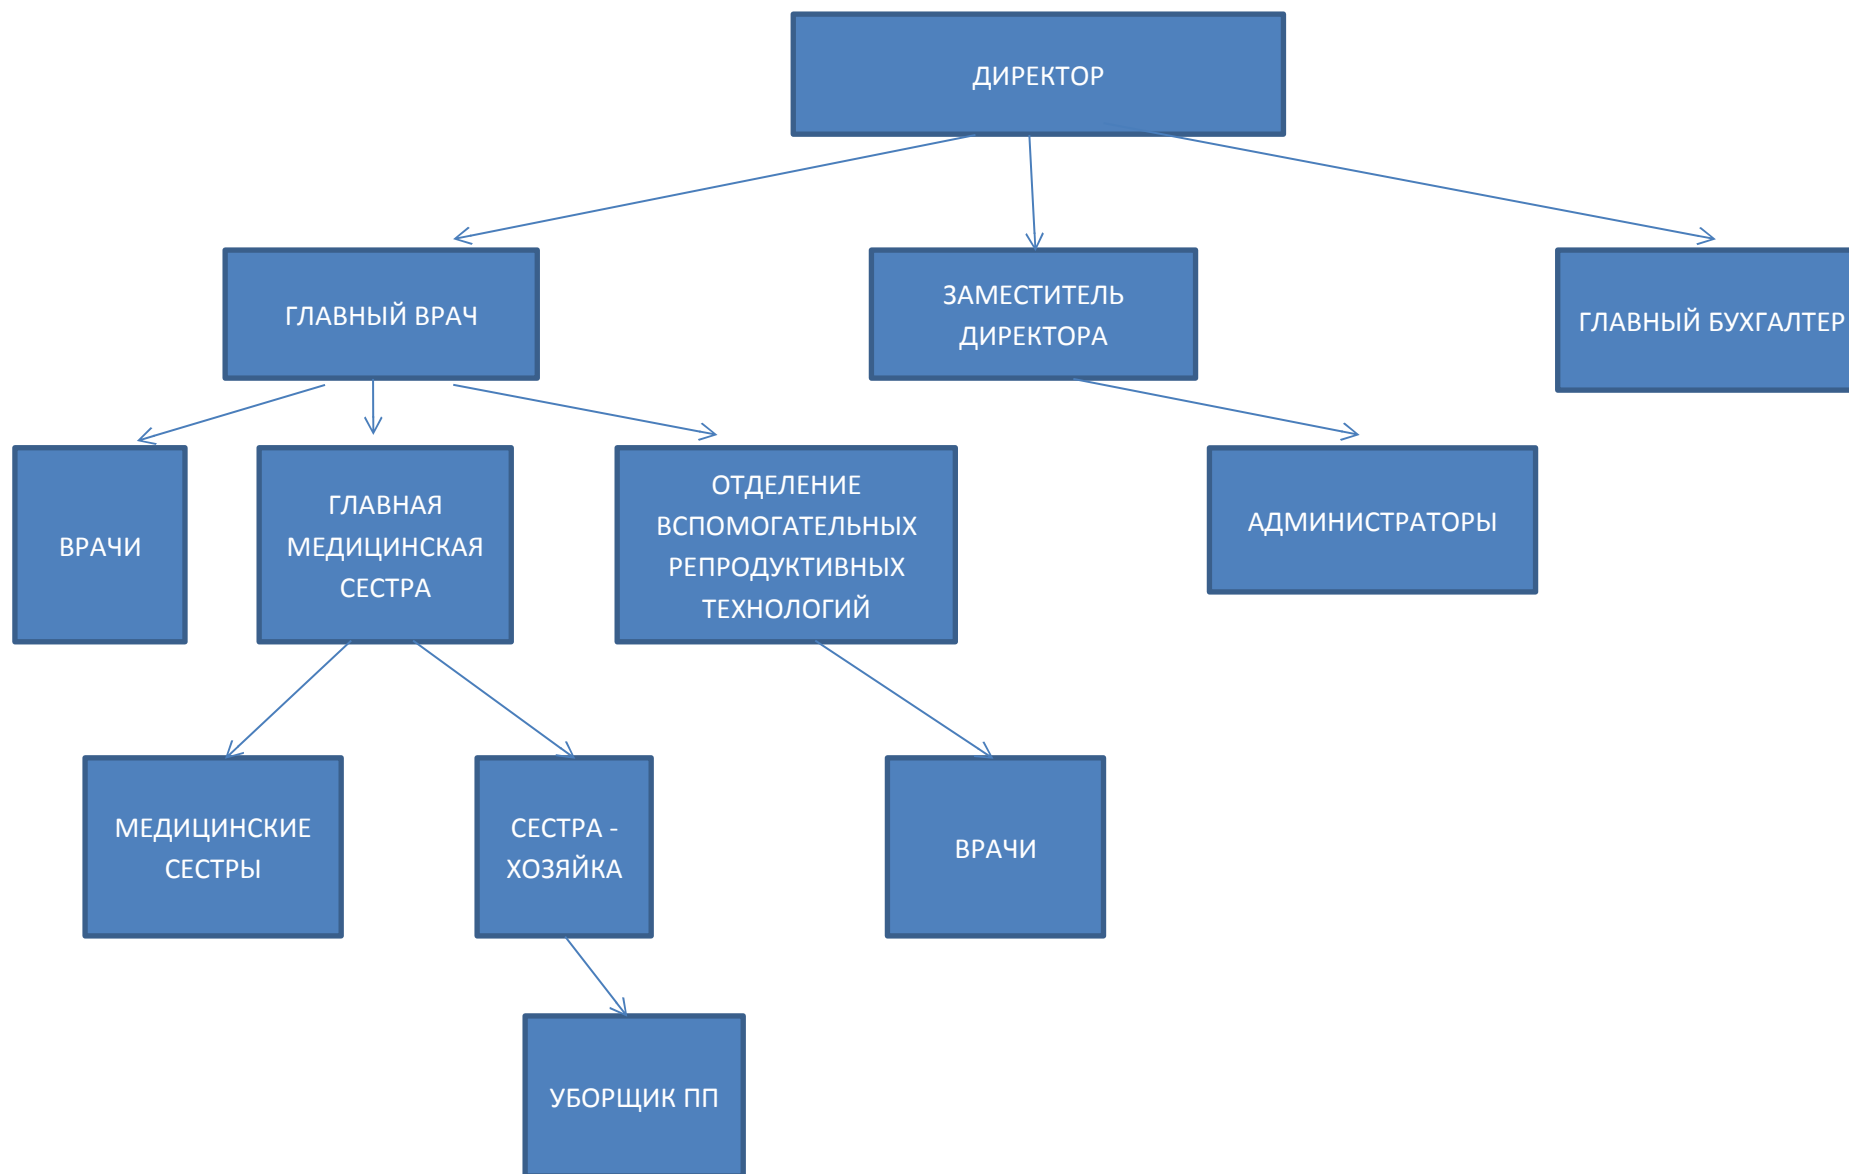 ДИРЕКТОР
ГЛАВНЫЙ ВРАЧ
ЗАМЕСТИТЕЛЬ
ДИРЕКТОРА
ГЛАВНЫЙ БУХГАЛТЕР
ВРАЧИ
ГЛАВНАЯ
МЕДИЦИНСКАЯ
СЕСТРА
ОТДЕЛЕНИЕ
ВСПОМОГАТЕЛЬНЫХ
РЕПРОДУКТИВНЫХ
ТЕХНОЛОГИЙ
АДМИНИСТРАТОРЫ
МЕДИЦИНСКИЕ
СЕСТРЫ
СЕСТРА -
ХОЗЯЙКА
ВРАЧИ
УБОРЩИК ПП